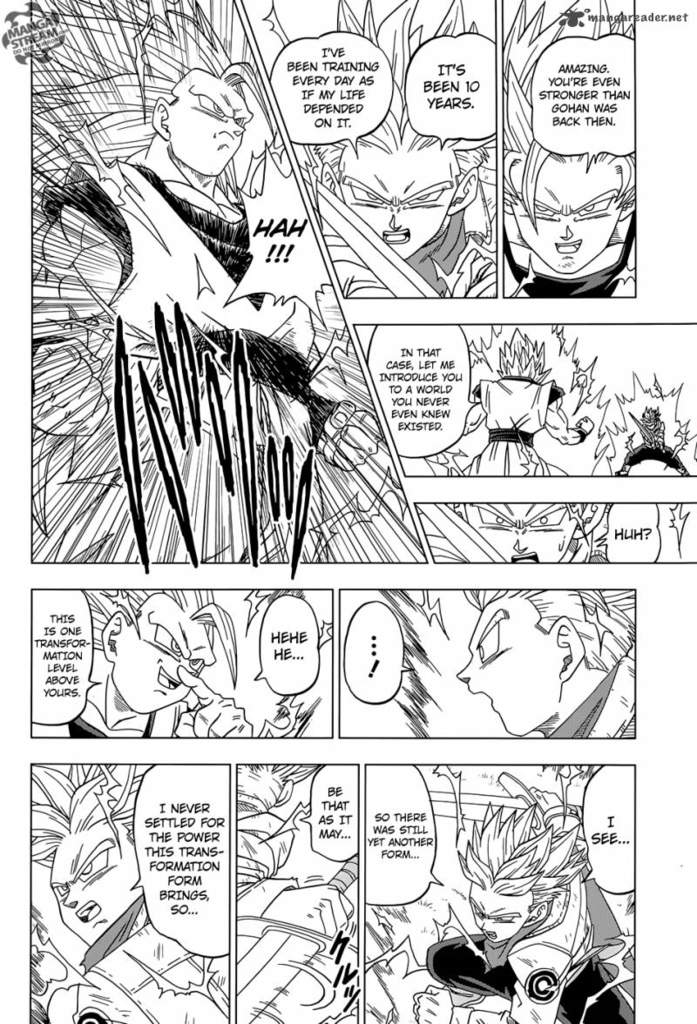 MANGA
STREAM
mangareader.net
AMAZING.
YOU'RE EVEN
STRONGER THAN
GOHAN WAS
BACK THEN.
IT'S
BEEN 10
YEARS.
I'VE
BEEN TRAINING
EVERY DAY AS
IF MY LIFE
DEPENDED
ON IT.
HAH
!!!
IN THAT
CASE, LET ME
INTRODUCE YOU
TO A WORLD
YOU NEVER
EVEN KNEW
EXISTED.
HUH?
...!
HEHE
HE...
THIS
IS ONE
TRANSFOR-
MATION
LEVEL
ABOVE
YOURS.
I
SEE...
SO THERE
WAS STILL
YET ANOTHER
FORM...
BE
THAT AS
IT MAY...
I NEVER
SETTLED FOR
THE POWER
THIS TRANS-
FORMATION
FORM
BRINGS,
SO...